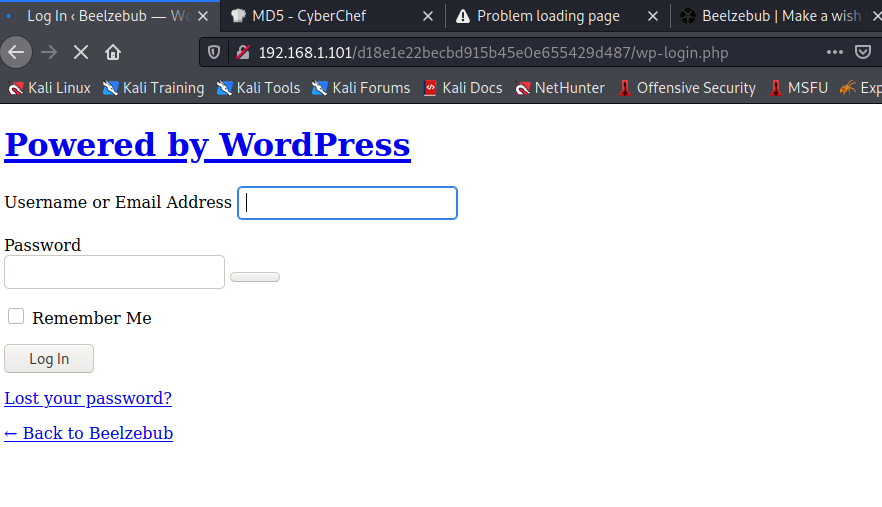 Log In ‹ Beelzebub — Wo
MD5 - CyberChef
Problem loading page
Beelzebub | Make a wish
192.168.1.101/d18e1e22becbd915b45e0e655429d487/wp-login.php
Kali Linux
Kali Training
Kali Tools
Kali Forums
Kali Docs
NetHunter
Offensive Security
MSFU
Exp
Powered by WordPress
Username or Email Address
Password
Remember Me
Log In
Lost your password?
← Back to Beelzebub